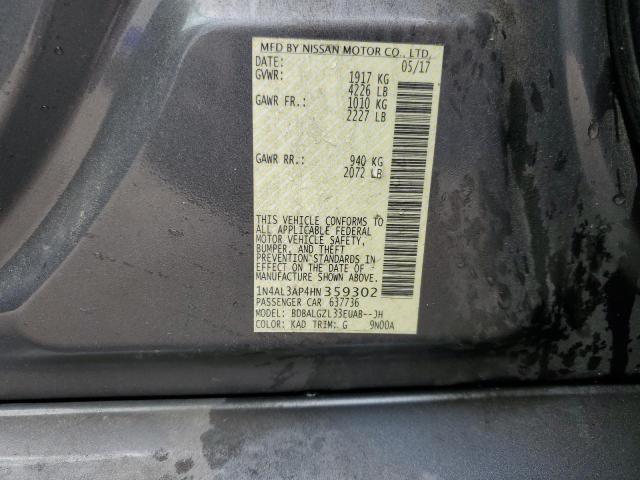 MFD BY NISSAN MOTOR CO., LTD.
DATE: 05/17
GVWR: 1917 KG
4226 LB
GAWR FR.: 1010 KG
2227 LB
GAWR RR.: 940 KG
2072 LB
THIS VEHICLE CONFORMS TO
ALL APPLICABLE FEDERAL
MOTOR VEHICLE SAFETY,
BUMPER, AND THEFT
PREVENTION STANDARDS
IN EFFECT ON THE DATE OF
MANUFACTURE SHOWN ABOVE.
1N4AL3AP4HN359302
PASSENGER CAR 637736
MODEL: BDBALGZL33EUAB--JH
COLOR: KAD TRIM: G 9N00A